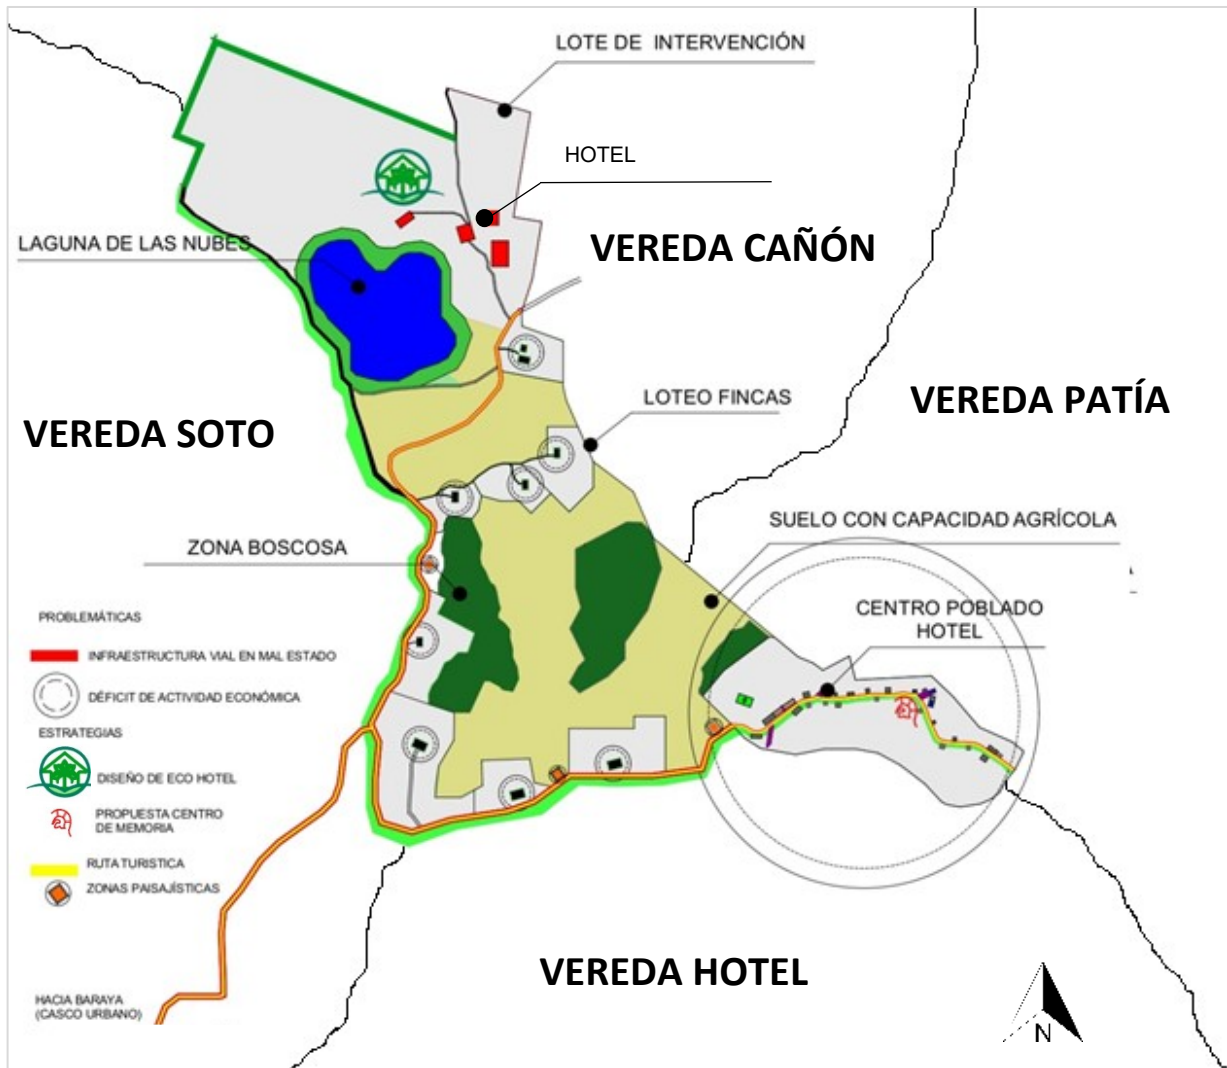 LOTE DE INTERVENCIÓN
HOTEL
LAGUNA DE LAS NUBES
VEREDA CAÑÓN
VEREDA PATÍA
LOTEO FINCAS
VEREDA SOTO
SUELO CON CAPACIDAD AGRÍCOLA
ZONA BOSCOSA
CENTRO POBLADO
HOTEL
PROBLEMÁTICAS
INFRAESTRUCTURA VIAL EN MAL ESTADO
DÉFICIT DE ACTIVIDAD ECONÓMICA
ESTRATEGIAS
DISEÑO DE ECO HOTEL
PROPUESTA CENTRO
DE MEMORIA
RUTA TURISTICA
ZONAS PAISAJÍSTICAS
VEREDA HOTEL
HACIA BARAYA
(CASCO URBANO)
N